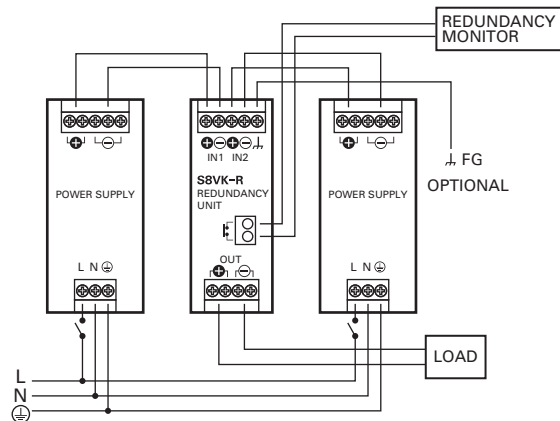 REDUNDANCY
MONITOR
IN1 IN2
FG
OPTIONAL
POWER SUPPLY
S8VK-R
REDUNDANCY
UNIT
POWER SUPPLY
OUT
L N
L N
LOAD
L
N